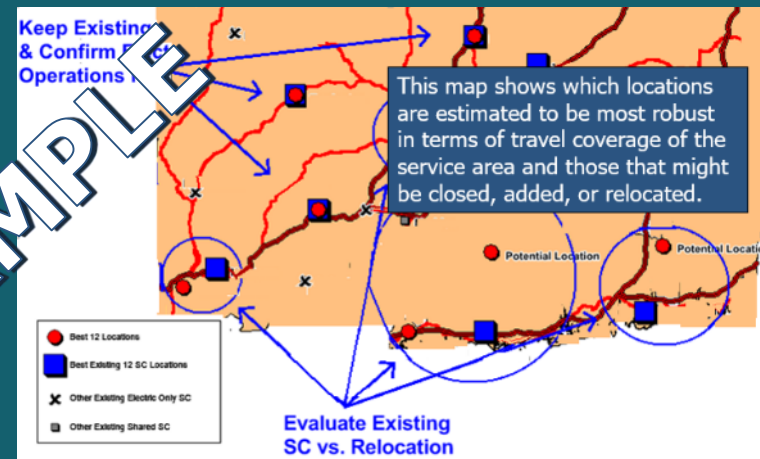 Keep Existing
& Confirm
Operations
This map shows which locations
are estimated to be most robust
in terms of travel coverage of the
service area and those that might
be closed, added, or relocated.
MPLE
Potential Location
Potential Locatio
Best 12 Locations
Best Existing 12 SC Locations
Other Existing Electric Only SC
Other Existing Shared SC
Evaluate Existing
SC vs. Relocation